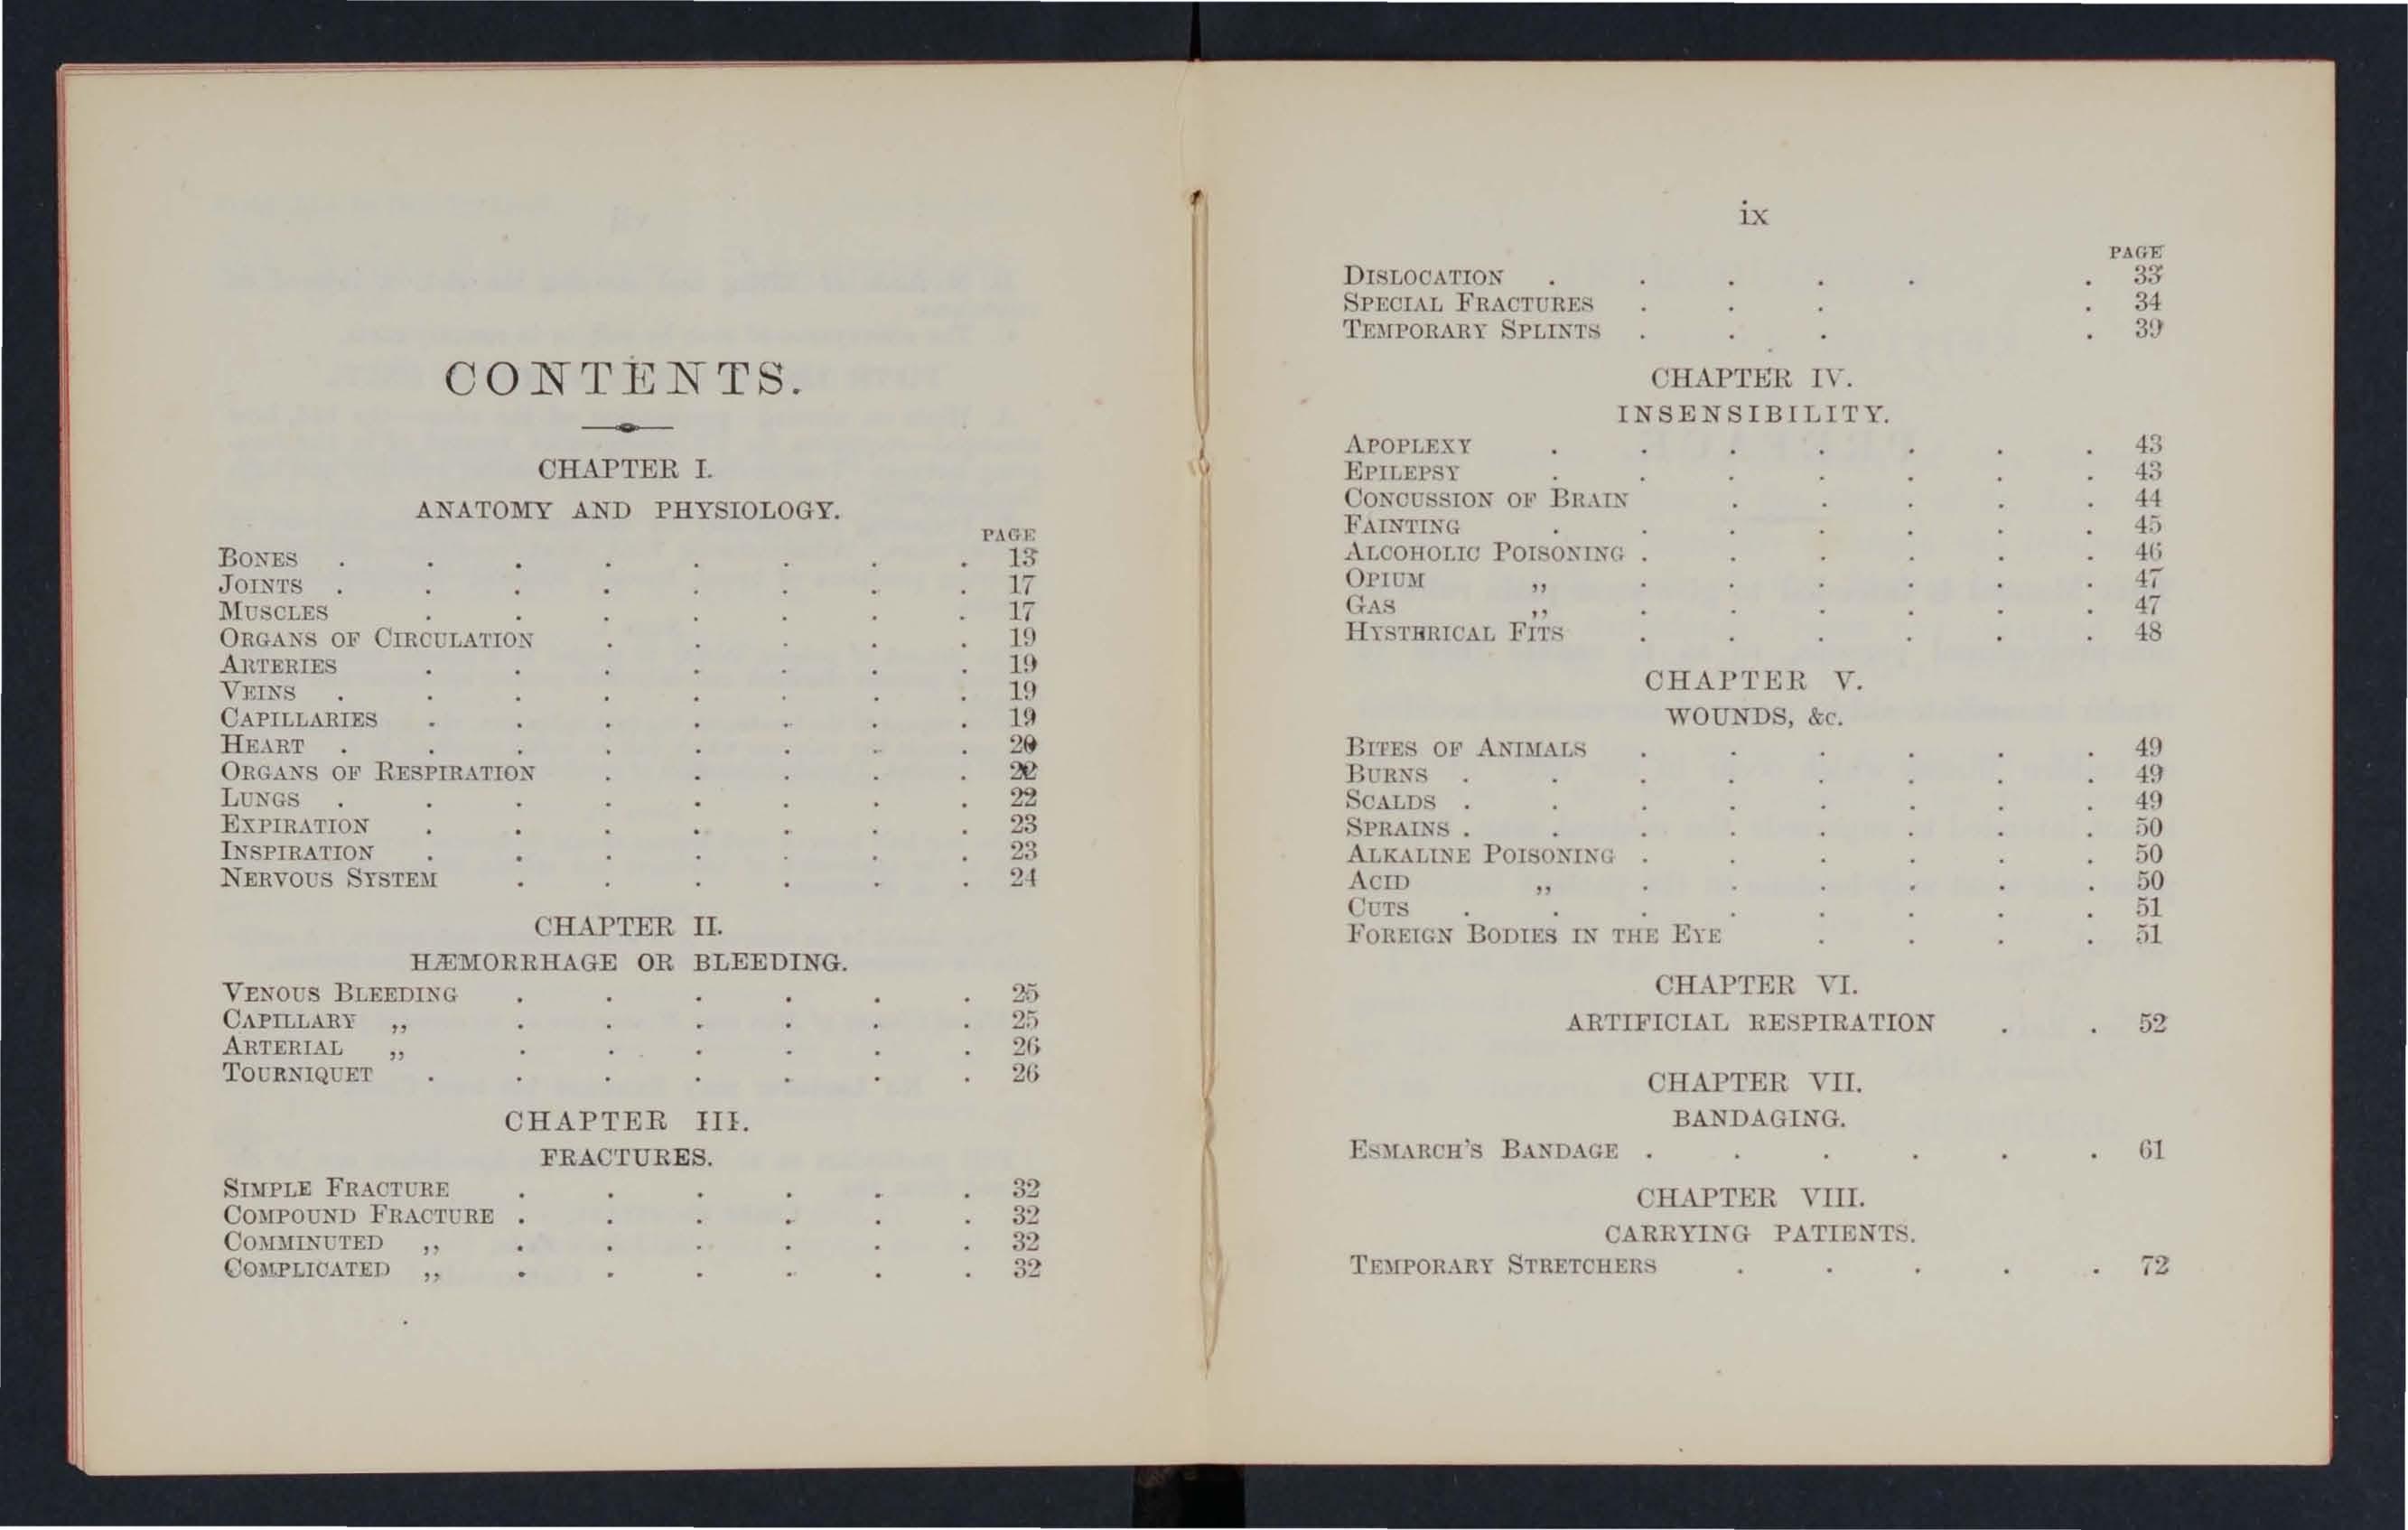 CONTENTS.
CHAPTER I.
ANATOMY AND PHYSIOLOGY.
PAGE
BONES . . . . . . . . 13
JOINTS . . . . . . . . 17
MUSCLES . . . . . . . 17
ORGANS OF CIRCULATION . . . . . 19
ARTERIES . . . . . . . 19
VEINS . . . . . . . . 19
CAPILLARIES . . . . . . . 19
HEART . . . . . . . . 20
ORGANS OF RESPIRATION . . . . . 22
LUNGS . . . . . . . . 22
EXPIRATION . . . . . . . 23
INSPIRATION . . . . . . . 23
NERVOUS SYSTEM . . . . . . 24
CHAPTER II.
HÆMORRHAGE OR BLEEDING.
VENOUS BLEEDING . . . . . . 25
CAPILLARY ,, . . . . . . 25
ARTERIAL ,, . . . . . . 26
TOURNIQUET . . . . . . . 26
CHAPTER III.
FRACTURES.
SIMPLE FRACTURE . . . . . . 32
COMPOUND FRACTURE . . . . . . 32
COMMINUTED ,, . . . . . . 32
COMPLICATED ,, . . . . . . 32
ix
PAGE
DISLOCATION . . . . . . 33
SPECIAL FRACTURES . . . . 34
TEMPORARY SPLINTS . . . . 39
CHAPTER IV.
INSENSIBILITY.
APOPLEXY . . . . . . . 43
EPILEPSY . . . . . . . 43
CONCUSSION OF BRAIN . . . . . 44
FAINTING . . . . . . . 45
ALCOHOLIC POISONING . . . . . . 46
OPIUM ,, . . . . . . 47
GAS ,, . . . . . . 47
HYSTERICAL FITS . . . . . . 48
CHAPTER V.
WOUNDS, &c.
BITES OF ANIMALS . . . . . . 49
BURNS . . . . . . . . 49
SCALDS . . . . . . . . 49
SPRAINS . . . . . . . . 50
ALKALINE POISONING . . . . . . 50
ACID ,, . . . . . . 50
CUTS . . . . . . . . 51
FOREIGN BODIES IN THE EYE . . . . 51
CHAPTER VI.
ARTIFICIAL RESPIRATION . . 52
CHAPTER VII.
BANDAGING.
ESMARCH'S BANDAGE . . . . . . 61
CHAPTER VIII.
CARRYING PATIENTS.
TEMPORARY STRETCHERS . . . . . 72